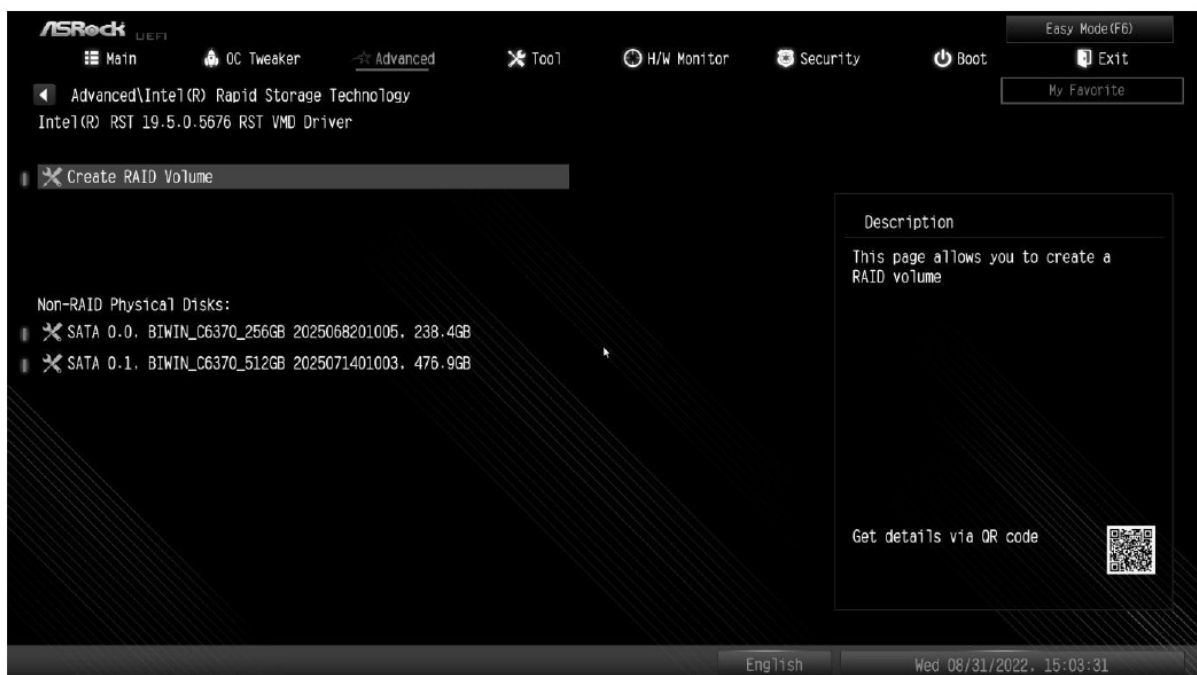 ASRock UEFI
Easy Mode(F6)
Main OC Tweaker Advanced Tool H/W Monitor Security Boot Exit
My Favorite
Advanced\Intel(R) Rapid Storage Technology
Intel(R) RST 19.5.0.5676 RST VMD Driver
Create RAID Volume
Non-RAID Physical Disks:
SATA 0.0, BIWIN_C6370_256GB 2025068201005, 238.4GB
SATA 0.1, BIWIN_C6370_512GB 2025071401003, 476.9GB
Description
This page allows you to create a
RAID volume
Get details via QR code
English
Wed 08/31/2022, 15:03:31